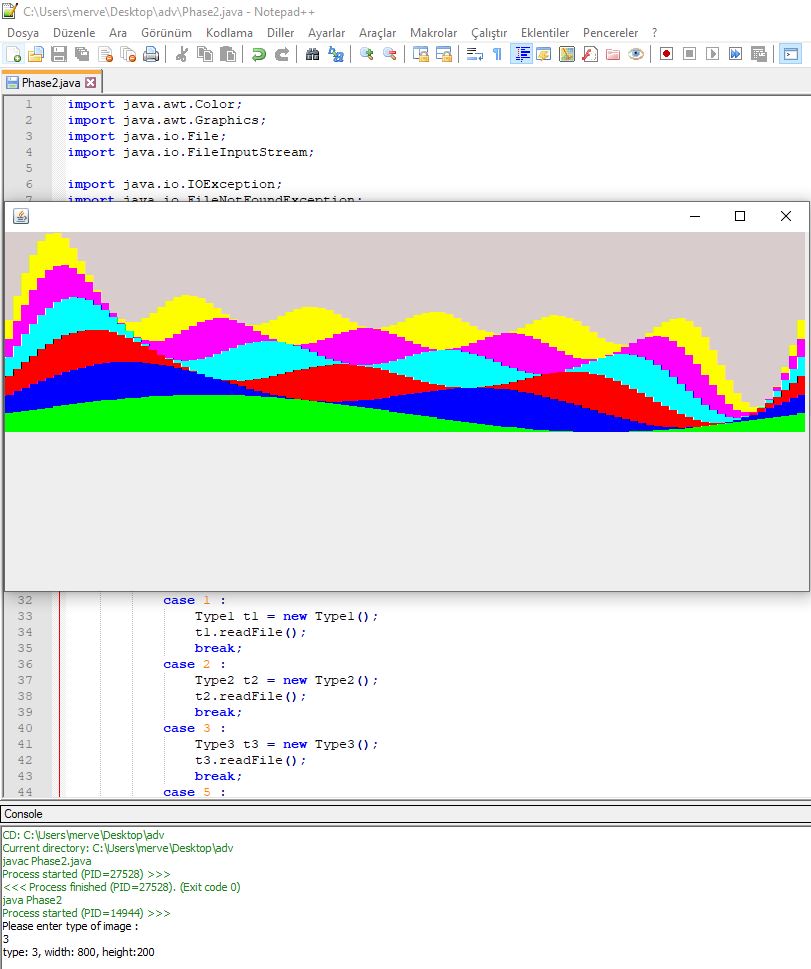 C:\Users\merve\Desktop\adv\Phase2.java - Notepad++
Dosya Düzenle Ara Görünüm Kodlama Diller Ayarlar Araçlar Makrolar Çalıştır Eklentiler Pencereler ?
Phase2.java
1 import java.awt.Color;
2 import java.awt.Graphics;
3 import java.io.File;
4 import java.io.FileInputStream;
5
6 import java.io.IOException;
7 import java.io.FileNotFoundException;
32 case 1 :
33 Type1 t1 = new Type1();
34 t1.readFile();
35 break;
36 case 2 :
37 Type2 t2 = new Type2();
38 t2.readFile();
39 break;
40 case 3 :
41 Type3 t3 = new Type3();
42 t3.readFile();
43 break;
44 case 5 :
Console
CD: C:\Users\merve\Desktop\adv
Current directory: C:\Users\merve\Desktop\adv
javac Phase2.java
Process started (PID=27528) >>>
<<< Process finished (PID=27528). (Exit code 0)
java Phase2
Process started (PID=14944) >>>
Please enter type of image :
3
type: 3, width: 800, height:200